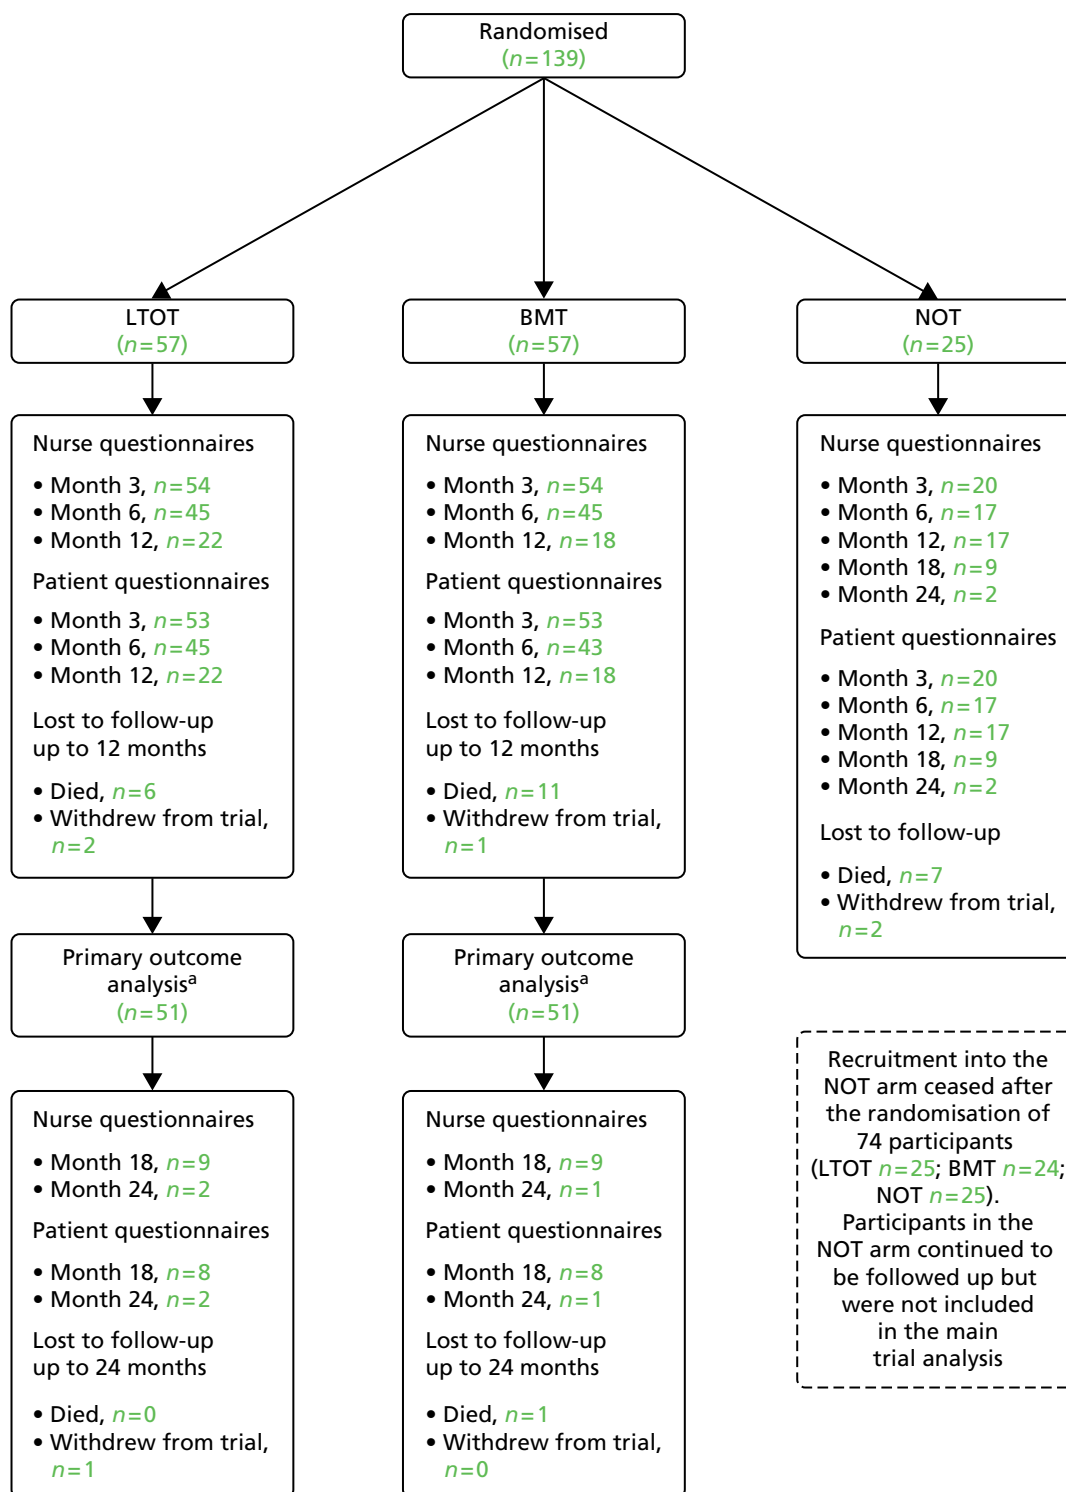 Randomised
(n=139)
LTOT
(n=57)
BMT
(n=57)
NOT
(n=25)
Nurse questionnaires
• Month 3, n=54
• Month 6, n=45
• Month 12, n=22
Patient questionnaires
• Month 3, n=53
• Month 6, n=45
• Month 12, n=22
Lost to follow-up
up to 12 months
• Died, n=6
• Withdrew from trial,
n=2
Nurse questionnaires
• Month 3, n=54
• Month 6, n=45
• Month 12, n=18
Patient questionnaires
• Month 3, n=53
• Month 6, n=43
• Month 12, n=18
Lost to follow-up
up to 12 months
• Died, n=11
• Withdrew from trial,
n=1
Nurse questionnaires
• Month 3, n=20
• Month 6, n=17
• Month 12, n=17
• Month 18, n=9
• Month 24, n=2
Patient questionnaires
• Month 3, n=20
• Month 6, n=17
• Month 12, n=17
• Month 18, n=9
• Month 24, n=2
Lost to follow-up
• Died, n=7
• Withdrew from trial,
n=2
Primary outcome
analysisa
(n=51)
Primary outcome
analysisa
(n=51)
Nurse questionnaires
• Month 18, n=9
• Month 24, n=2
Patient questionnaires
• Month 18, n=8
• Month 24, n=2
Lost to follow-up
up to 24 months
• Died, n=0
• Withdrew from trial,
n=1
Nurse questionnaires
• Month 18, n=9
• Month 24, n=1
Patient questionnaires
• Month 18, n=8
• Month 24, n=1
Lost to follow-up
up to 24 months
• Died, n=1
• Withdrew from trial,
n=0
Recruitment into the
NOT arm ceased after
the randomisation of
74 participants
(LTOT n=25; BMT n=24;
NOT n=25).
Participants in the
NOT arm continued to
be followed up but
were not included
in the main
trial analysis